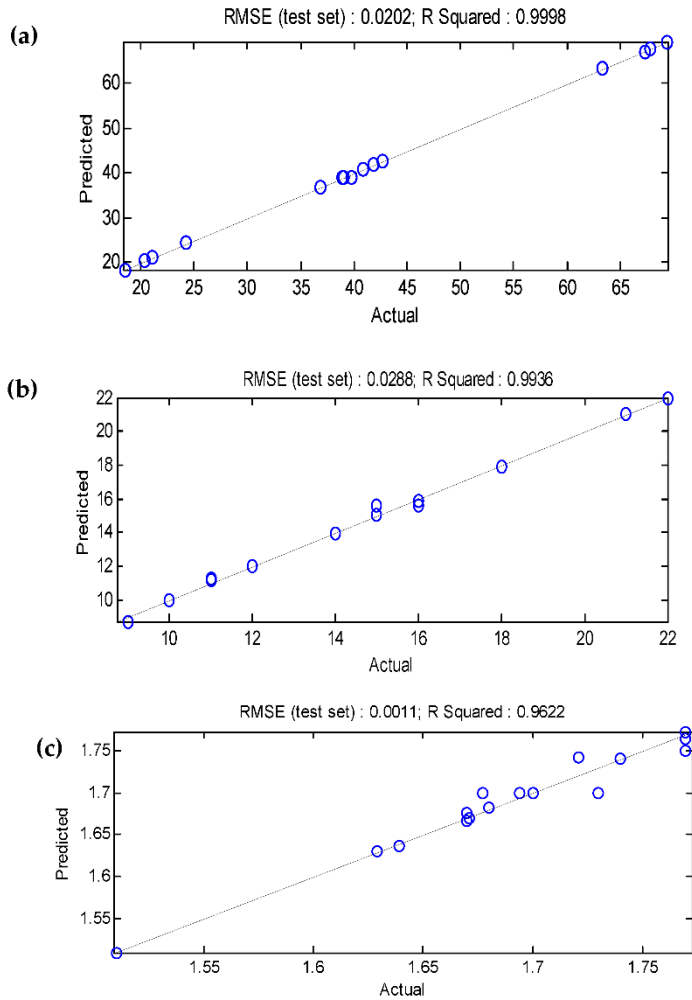 (a)
RMSE (test set) : 0.0202; R Squared : 0.9998
60
50
40
30
20
Predicted
20 25 30 35 40 45 50 55 60 65
Actual
(b)
RMSE (test set) : 0.0288; R Squared : 0.9936
22
20
18
16
14
12
10
Predicted
10 12 14 16 18 20 22
Actual
(c)
RMSE (test set) : 0.0011; R Squared : 0.9622
1.75
1.7
1.65
1.6
1.55
Predicted
1.55 1.6 1.65 1.7 1.75
Actual